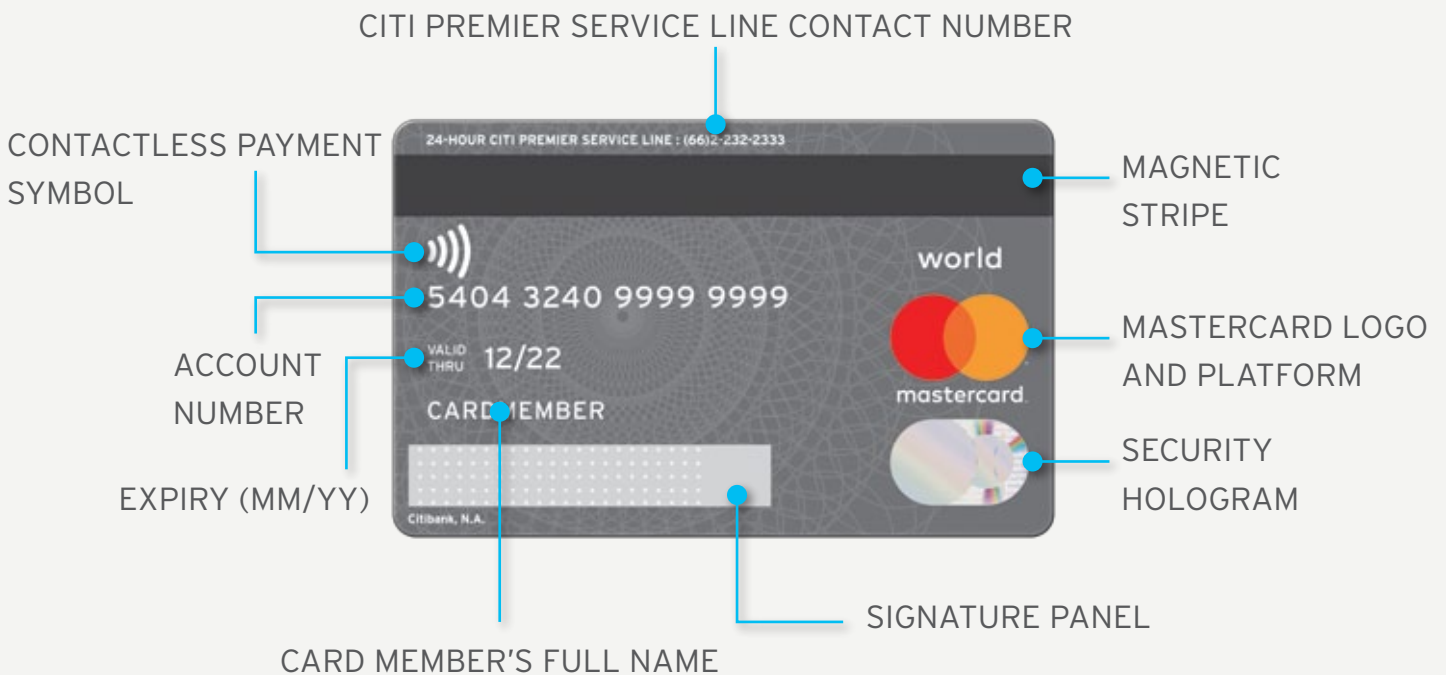 CITI PREMIER SERVICE LINE CONTACT NUMBER
CONTACTLESS PAYMENT
SYMBOL
24-HOUR CITI PREMIER SERVICE LINE : (66)2-232-2333
MAGNETIC
STRIPE
world
5404 3240 9999 9999
ACCOUNT
NUMBER
VALID
THRU 12/22
MASTERCARD LOGO
AND PLATFORM
mastercard.
CARDMEMBER
EXPIRY (MM/YY)
SECURITY
HOLOGRAM
Citibank, N.A.
SIGNATURE PANEL
CARD MEMBER'S FULL NAME